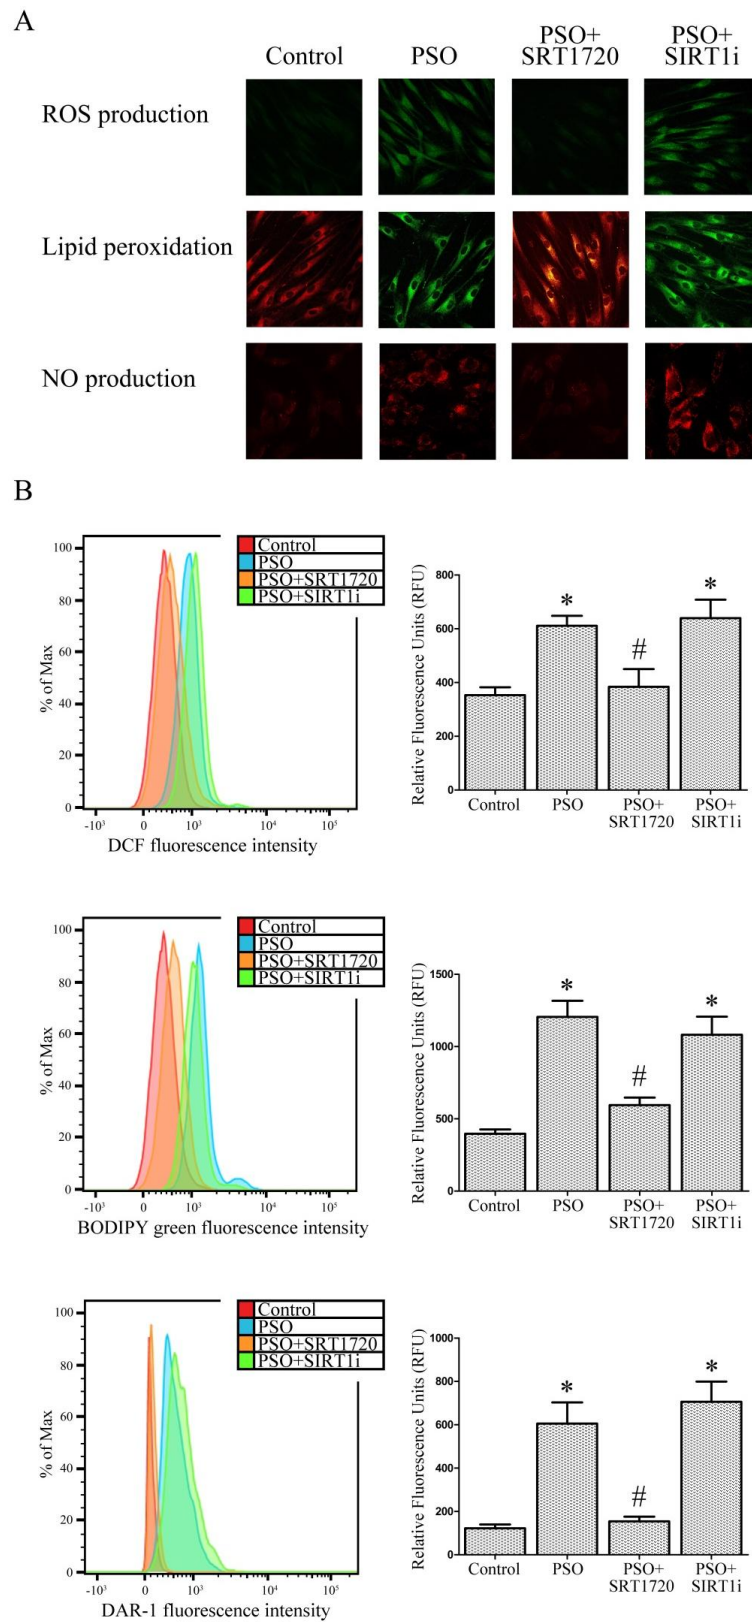 A
Control
PSO
PSO+
SRT1720
PSO+
SIRT1i
ROS production
Lipid peroxidation
NO production
B
% of Max
100
80
60
40
20
0
-10³ 0 10³ 10⁴ 10⁵
DCF fluorescence intensity
Control
PSO
PSO+SRT1720
PSO+SIRT1i
Relative Fluorescence Units (RFU)
800
600
400
200
0
*
#
*
Control
PSO
PSO+
SRT1720
PSO+
SIRT1i
% of Max
100
80
60
40
20
0
-10³ 0 10³ 10⁴ 10⁵
BODIPY green fluorescence intensity
Control
PSO
PSO+SRT1720
PSO+SIRT1i
Relative Fluorescence Units (RFU)
1500
1000
500
0
*
#
*
Control
PSO
PSO+
SRT1720
PSO+
SIRT1i
% of Max
100
80
60
40
20
0
-10³ 0 10³ 10⁴ 10⁵
DAR-1 fluorescence intensity
Control
PSO
PSO+SRT1720
PSO+SIRT1i
Relative Fluorescence Units (RFU)
1000
800
600
400
200
0
*
#
*
Control
PSO
PSO+
SRT1720
PSO+
SIRT1i